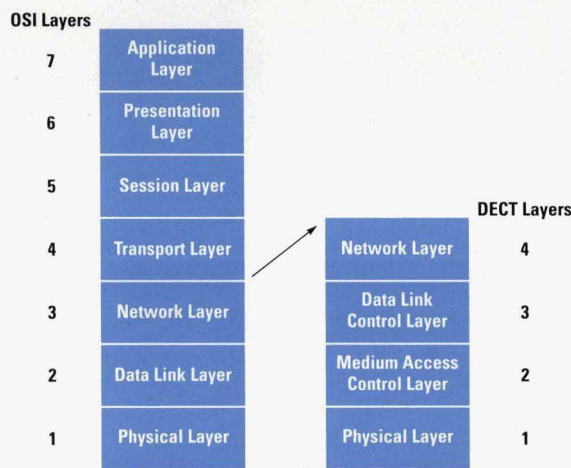 OSI Layers
7
Application
Layer
6
Presentation
Layer
5
Session Layer
DECT Layers
4
Transport Layer
Network Layer
4
3
Network Layer
Data Link
Control Layer
3
2
Data Link Layer
Medium Access
Control Layer
2
1
Physical Layer
Physical Layer
1